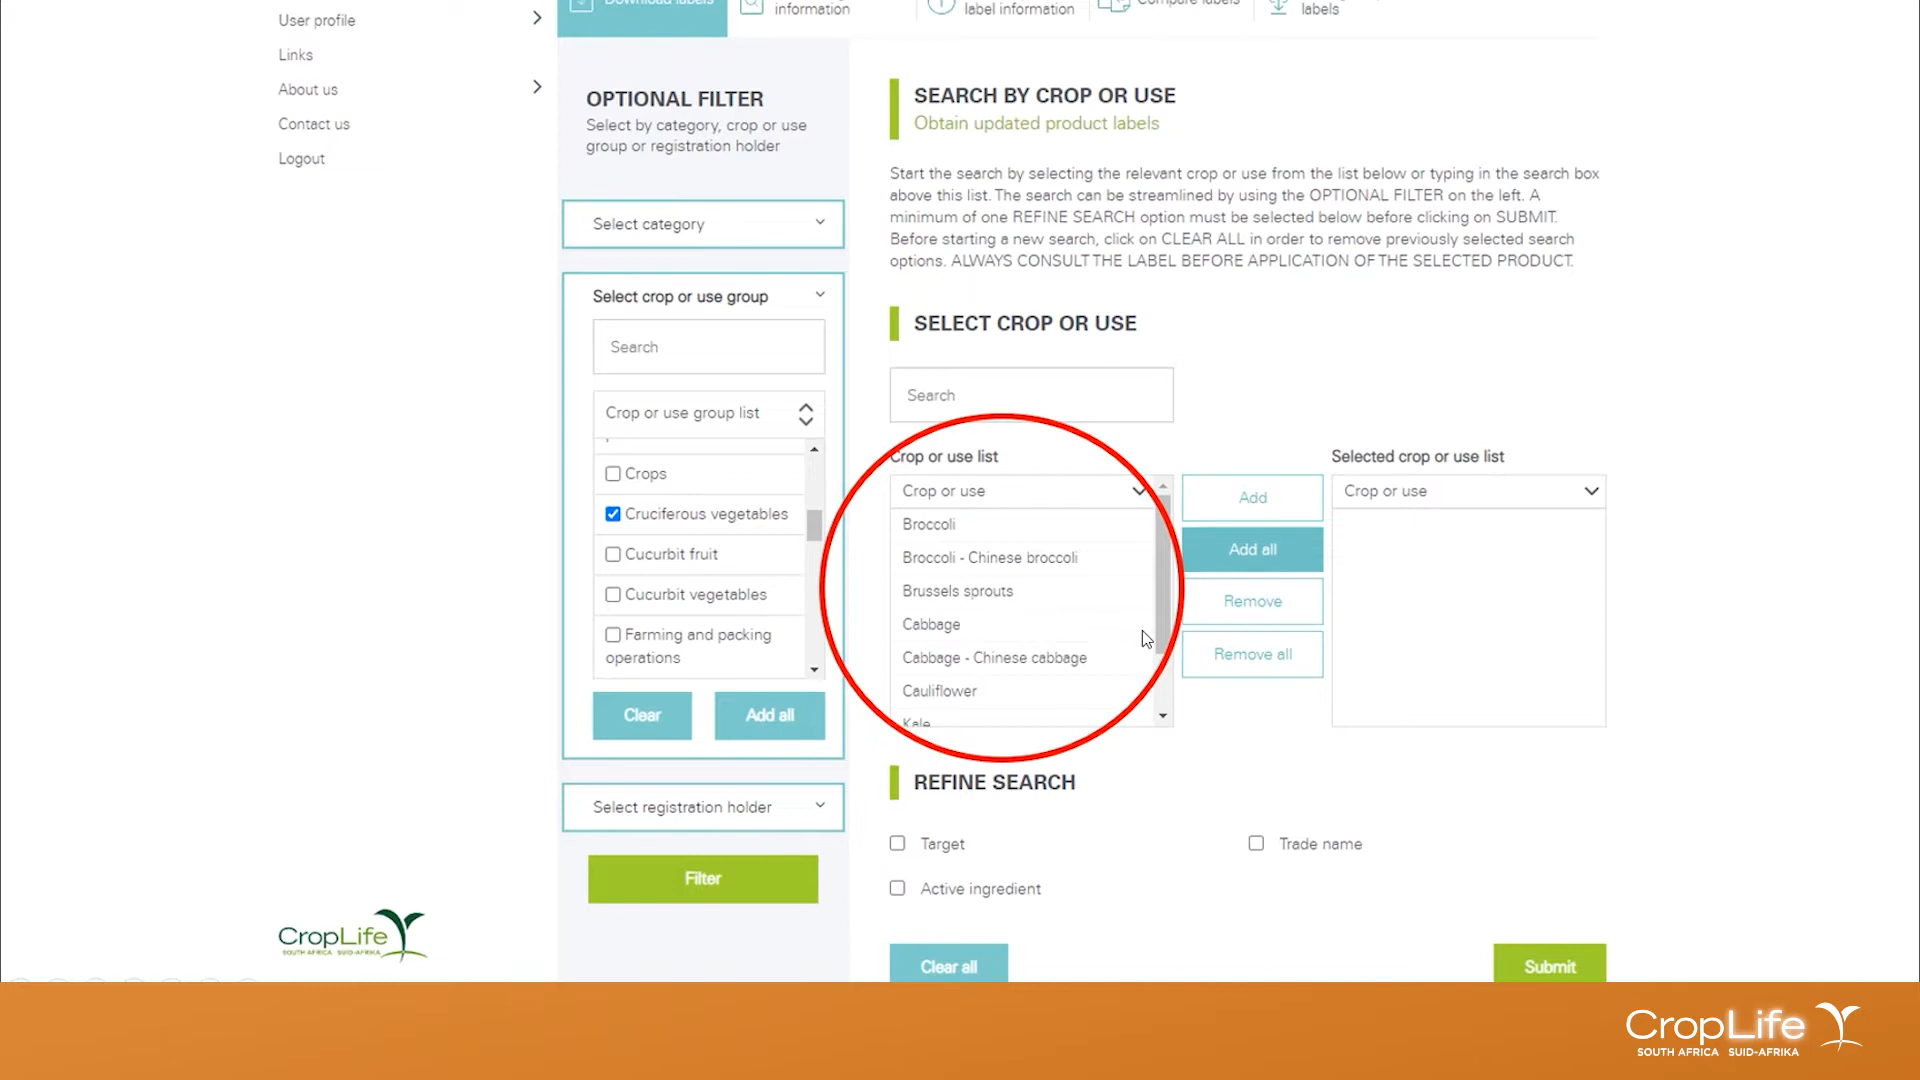 User profile
Links
About us
Contact us
Logout
Download labels
information
label information
Compare labels
labels
OPTIONAL FILTER
Select by category, crop or use
group or registration holder
Select category
Select crop or use group
Search
Crop or use group list
Crops
Cruciferous vegetables
Cucurbit fruit
Cucurbit vegetables
Farming and packing
operations
Clear
Add all
Select registration holder
Filter
SEARCH BY CROP OR USE
Obtain updated product labels
Start the search by selecting the relevant crop or use from the list below or typing in the search box
above this list. The search can be streamlined by using the OPTIONAL FILTER on the left. A
minimum of one REFINE SEARCH option must be selected below before clicking on SUBMIT.
Before starting a new search, click on CLEAR ALL in order to remove previously selected search
options. ALWAYS CONSULT THE LABEL BEFORE APPLICATION OF THE SELECTED PRODUCT.
SELECT CROP OR USE
Search
Crop or use list
Crop or use
Broccoli
Broccoli - Chinese broccoli
Brussels sprouts
Cabbage
Cabbage - Chinese cabbage
Cauliflower
Kale
Add
Add all
Remove
Remove all
Selected crop or use list
Crop or use
REFINE SEARCH
Target
Trade name
Active ingredient
Clear all
Submit
CropLife
SOUTH AFRICA SUID-AFRIKA
CropLife
SOUTH AFRICA SUID-AFRIKA